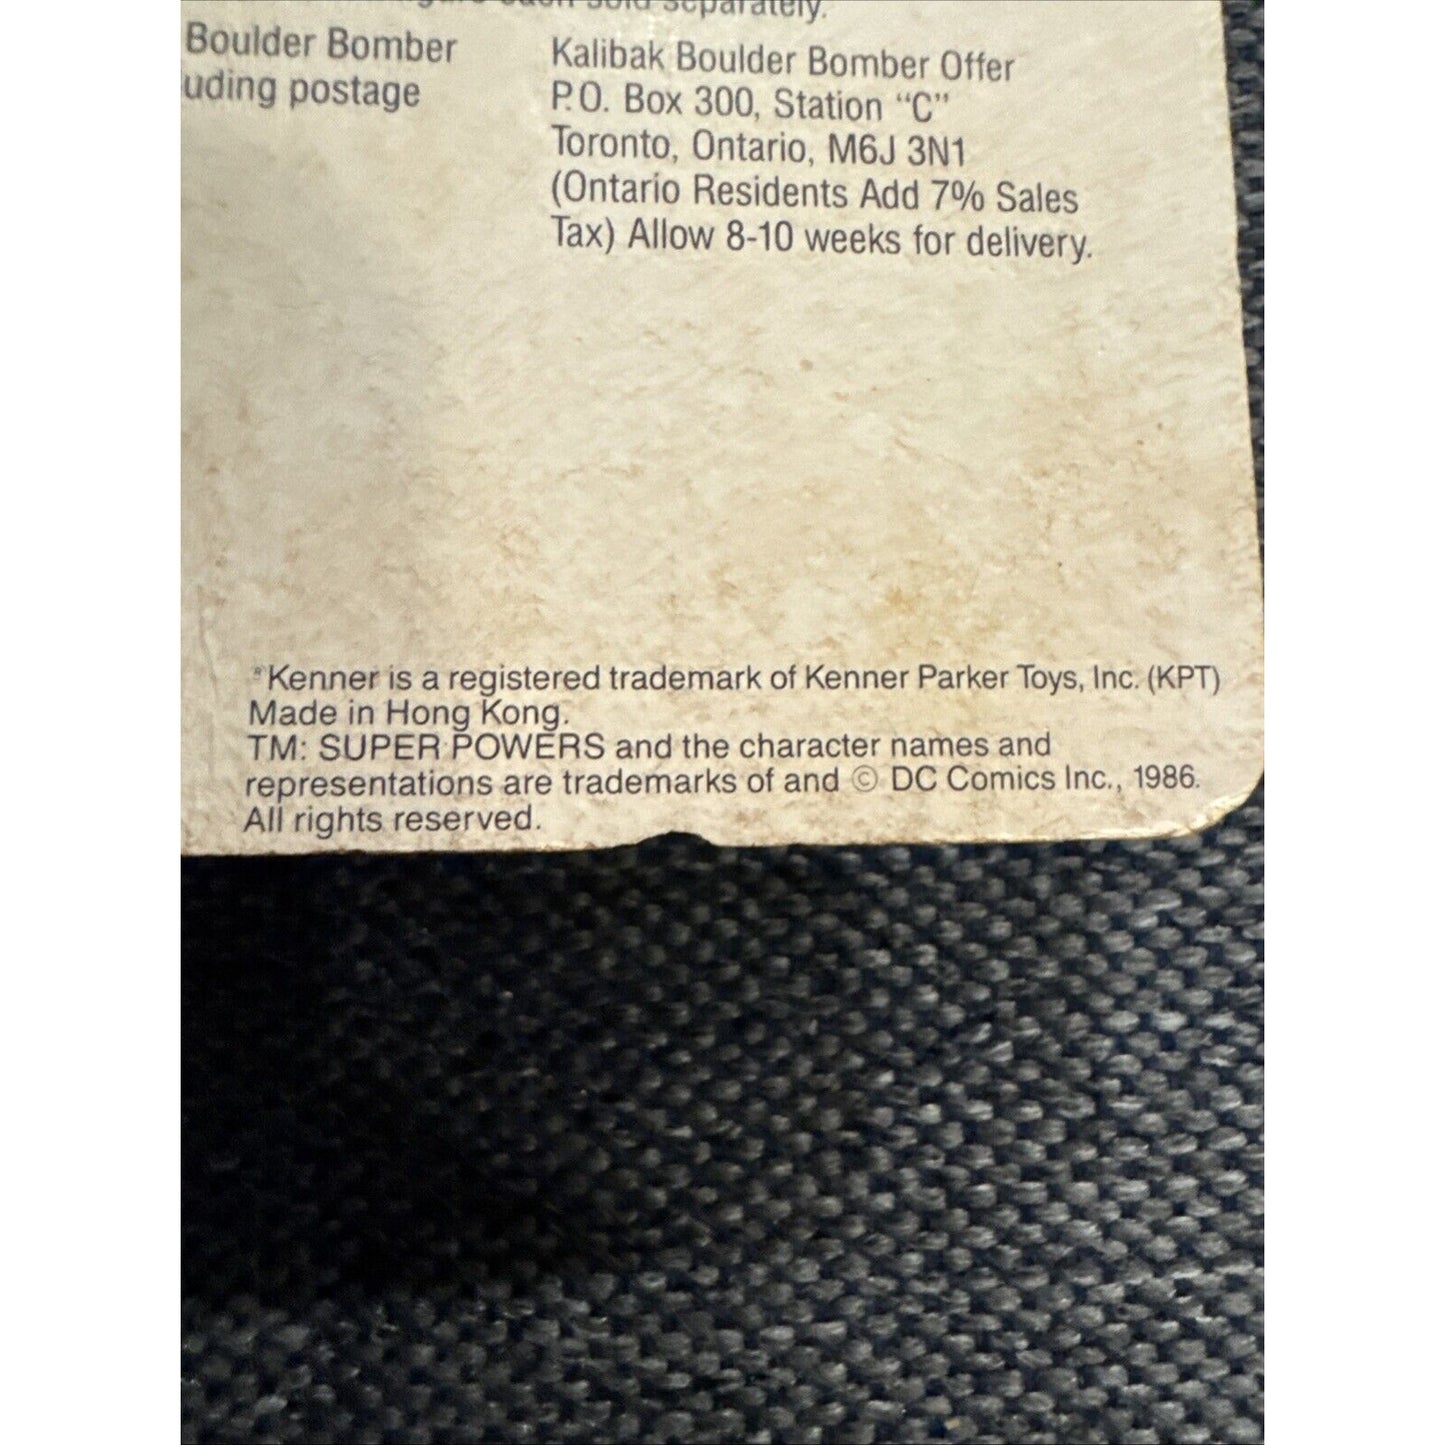 sold separately.
Boulder Bomber
uding postage
Kalibak Boulder Bomber Offer
P.O. Box 300, Station “C”
Toronto, Ontario, M6J 3N1
(Ontario Residents Add 7% Sales
Tax) Allow 8-10 weeks for delivery.
Kenner is a registered trademark of Kenner Parker Toys, Inc. (KPT)
Made in Hong Kong.
TM: SUPER POWERS and the character names and
representations are trademarks of and © DC Comics Inc., 1986.
All rights reserved.